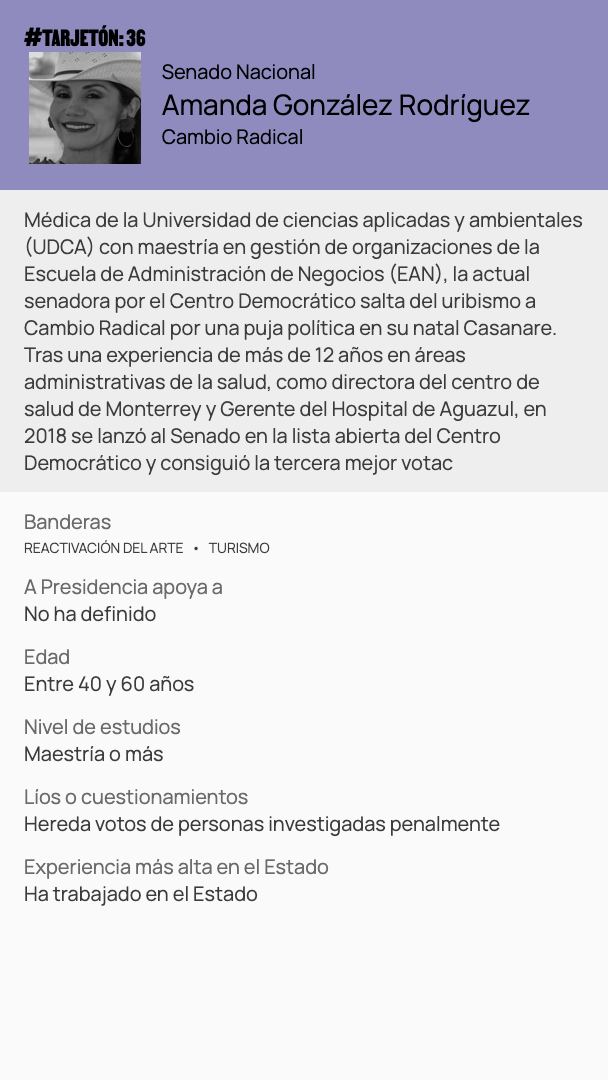 #TARJETÓN: 36
Senado Nacional
Amanda González Rodríguez
Cambio Radical
Médica de la Universidad de ciencias aplicadas y ambientales
(UDCA) con maestría en gestión de organizaciones de la
Escuela de Administración de Negocios (EAN), la actual
senadora por el Centro Democrático salta del uribismo a
Cambio Radical por una puja política en su natal Casanare.
Tras una experiencia de más de 12 años en áreas
administrativas de la salud, como directora del centro de
salud de Monterrey y Gerente del Hospital de Aguazul, en
2018 se lanzó al Senado en la lista abierta del Centro
Democrático y consiguió la tercera mejor votac
Banderas
REACTIVACIÓN DEL ARTE • TURISMO
A Presidencia apoya a
No ha definido
Edad
Entre 40 y 60 años
Nivel de estudios
Maestría o más
Líos o cuestionamientos
Hereda votos de personas investigadas penalmente
Experiencia más alta en el Estado
Ha trabajado en el Estado